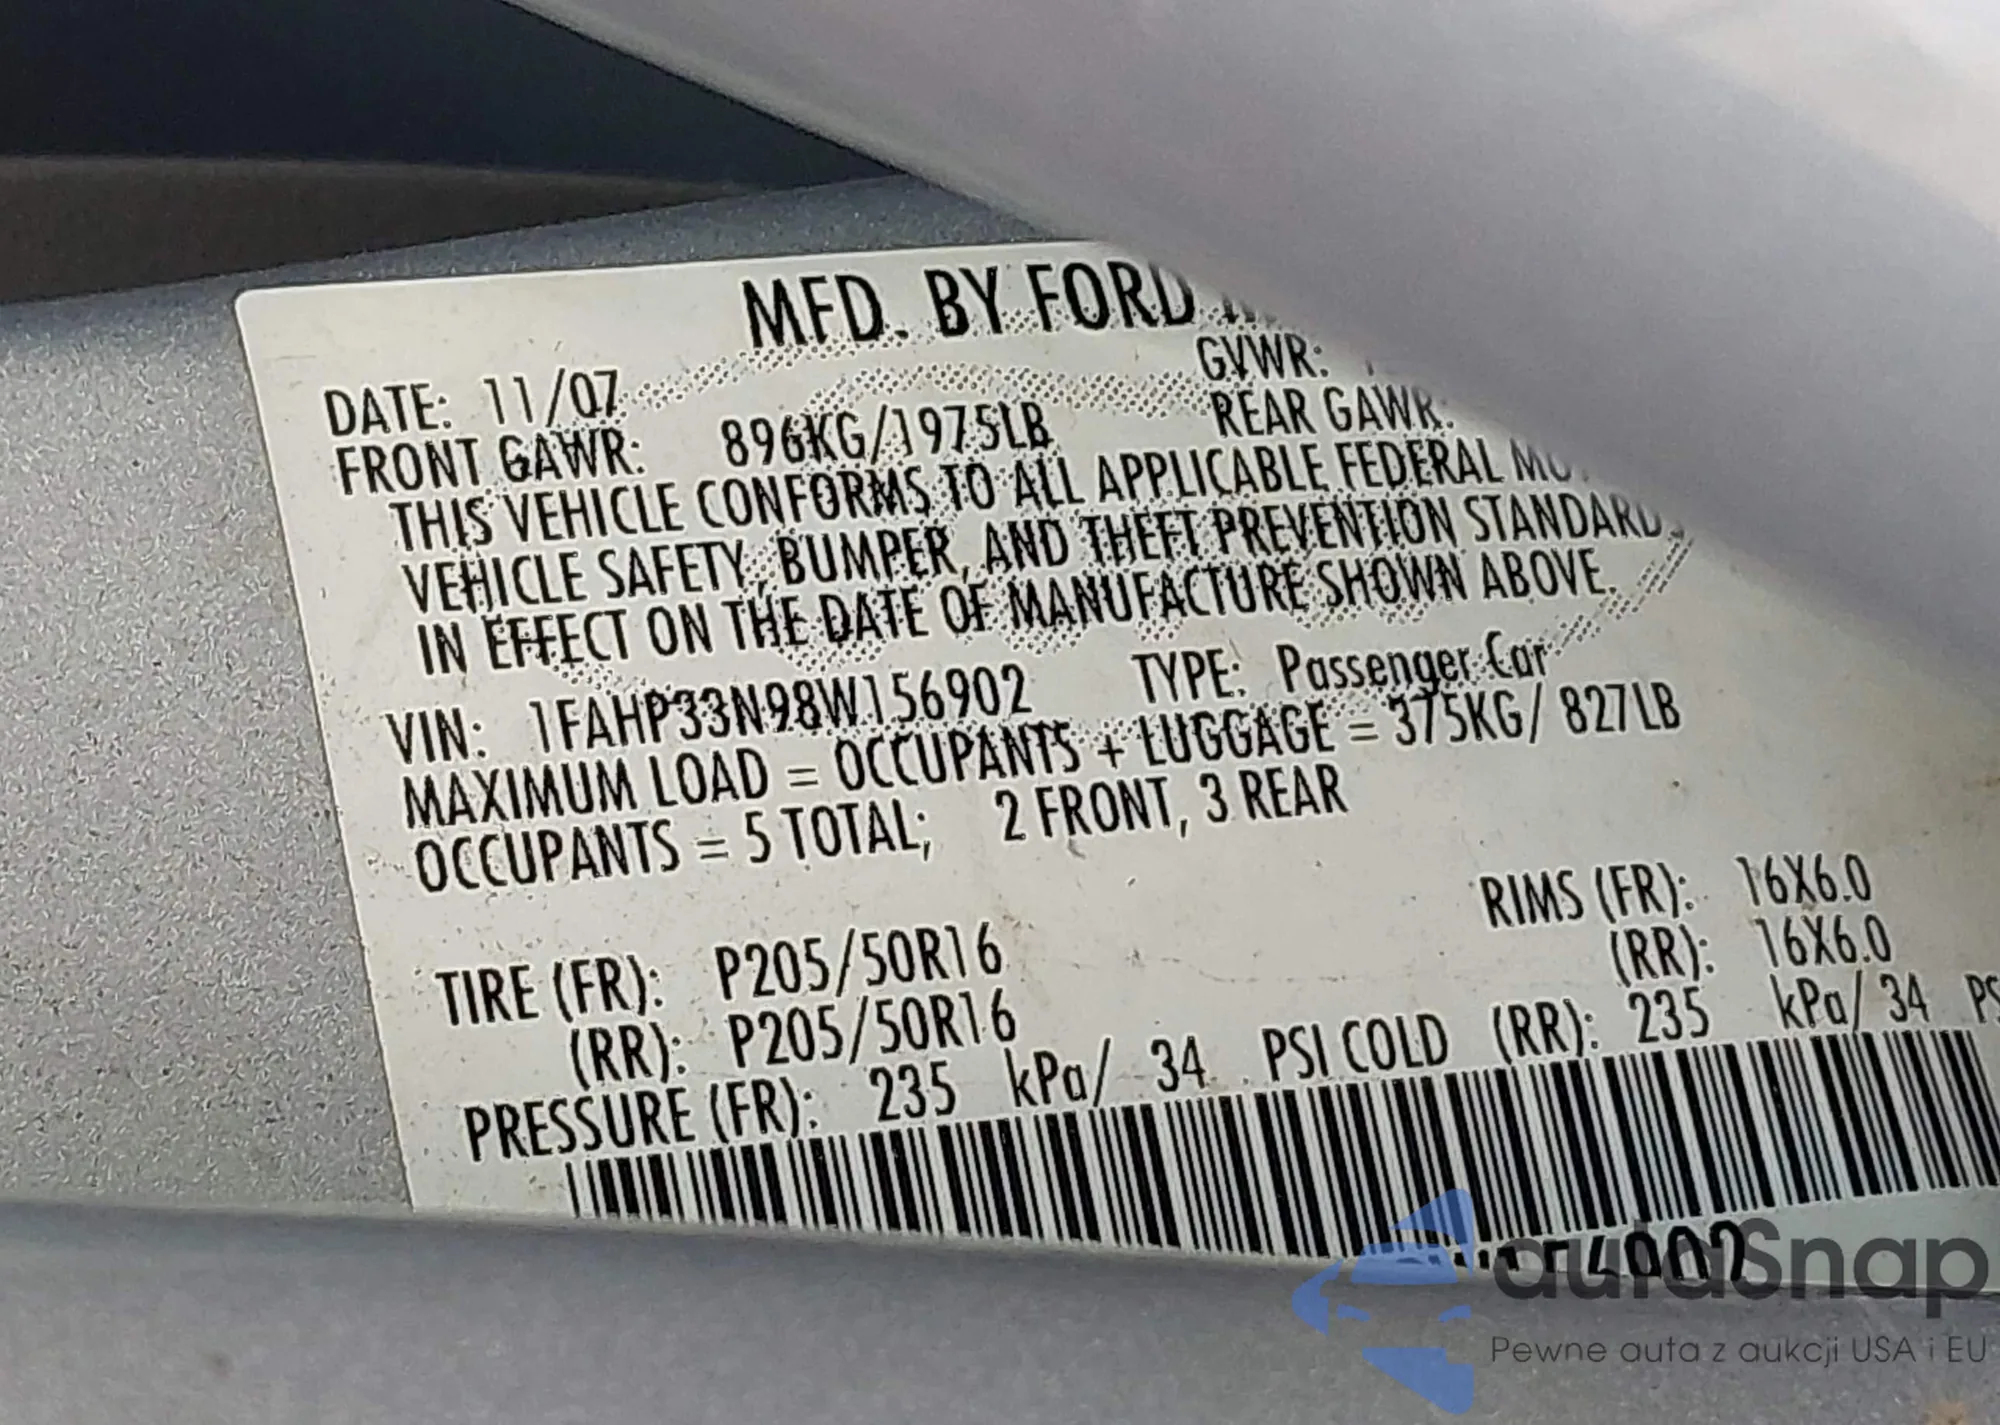 MFD. BY FORD
DATE: 11/07
GVWR:
FRONT GAWR: 896KG/1975LB
REAR GAWR:
THIS VEHICLE CONFORMS TO ALL APPLICABLE FEDERAL
VEHICLE SAFETY, BUMPER, AND THEFT PREVENTION STANDARDS
IN EFFECT ON THE DATE OF MANUFACTURE SHOWN ABOVE.
VIN: 1FAHP33N98W156902 TYPE: Passenger Car
MAXIMUM LOAD = OCCUPANTS + LUGGAGE = 375KG/ 827LB
OCCUPANTS = 5 TOTAL; 2 FRONT, 3 REAR
TIRE (FR): P205/50R16 RIMS (FR): 16X6.0
(RR): P205/50R16 (RR): 16X6.0
PRESSURE (FR): 235 kPa/ 34 PSI COLD (RR): 235 kPa/ 34
autaSnap
Pewne auta z aukcji USA i EU